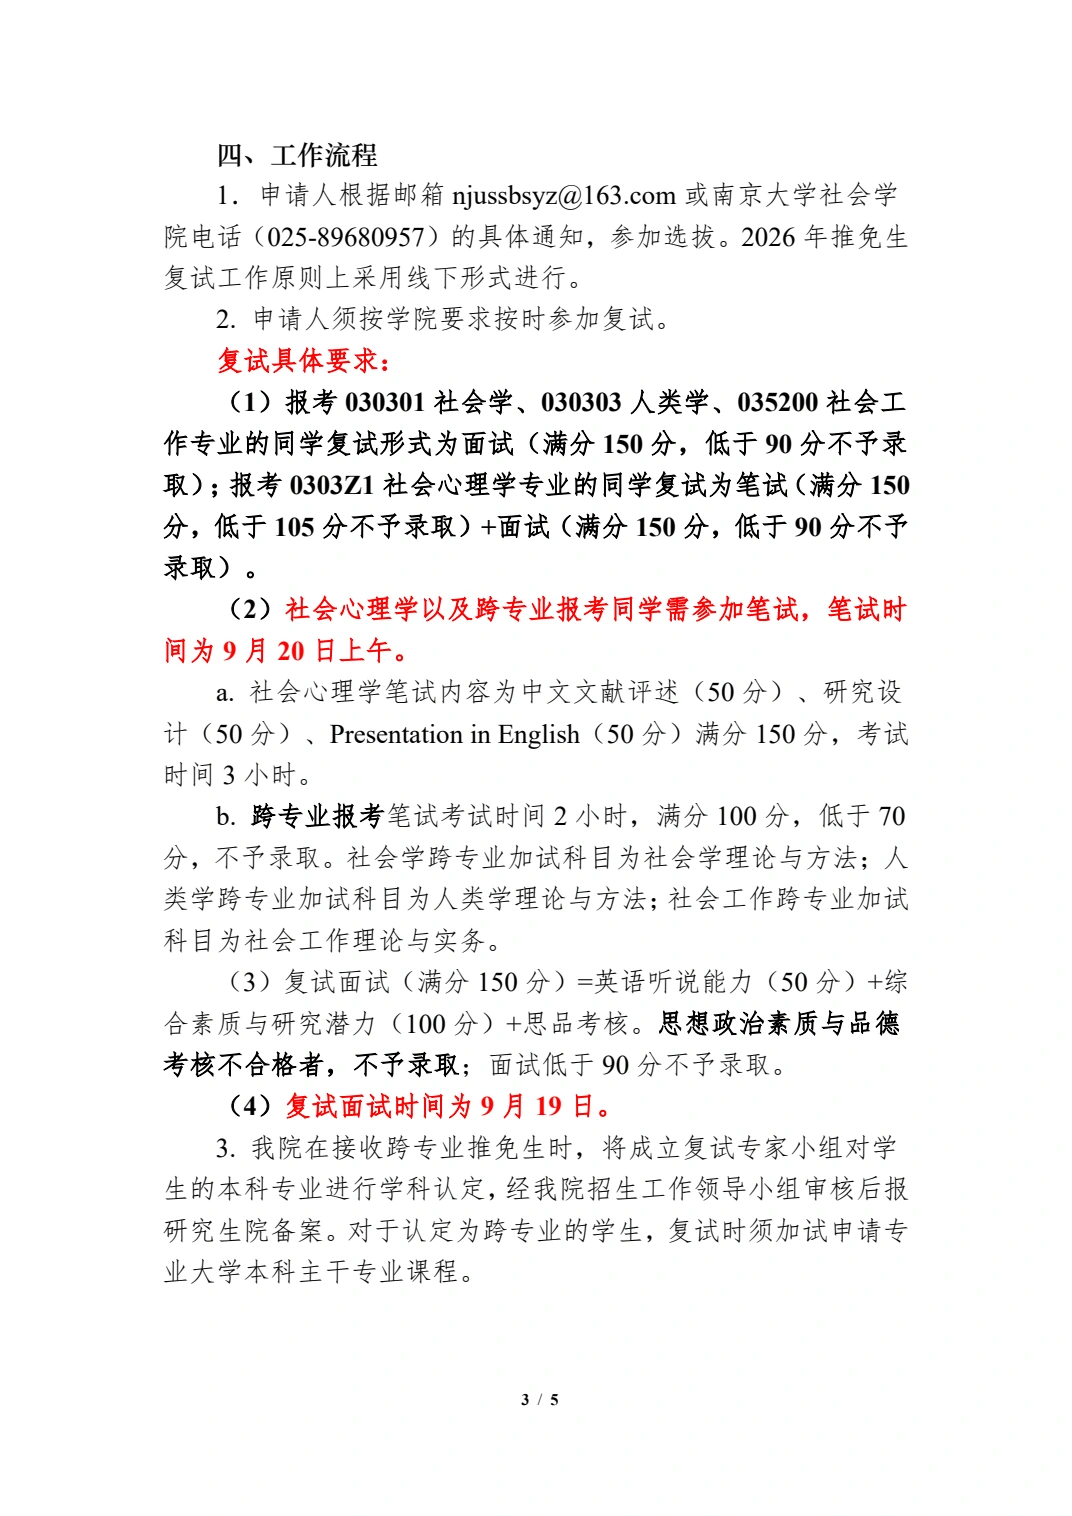 四、工作流程
1. 申请人根据邮箱 njussbsyz@163.com 或南京大学社会学
院电话（025-89680957）的具体通知，参加选拔。2026 年推免生
复试工作原则上采用线下形式进行。
2. 申请人须按学院要求按时参加复试。
复试具体要求：
（1）报考 030301 社会学、030303 人类学、035200 社会工
作专业的同学复试形式为面试（满分 150 分，低于 90 分不予录
取）；报考 0303Z1 社会心理学专业的同学复试为笔试（满分 150
分，低于 105 分不予录取）+面试（满分 150 分，低于 90 分不予
录取）。
（2）社会心理学以及跨专业报考同学需参加笔试，笔试时
间为 9 月 20 日上午。
a. 社会心理学笔试内容为中文文献评述（50 分）、研究设
计（50 分）、Presentation in English（50 分）满分 150 分，考试
时间 3 小时。
b. 跨专业报考笔试考试时间 2 小时，满分 100 分，低于 70
分，不予录取。社会学跨专业加试科目为社会学理论与方法；人
类学跨专业加试科目为人类学理论与方法；社会工作跨专业加试
科目为社会工作理论与实务。
（3）复试面试（满分 150 分）=英语听说能力（50 分）+综
合素质与研究潜力（100 分）+思品考核。思想政治素质与品德
考核不合格者，不予录取；面试低于 90 分不予录取。
（4）复试面试时间为 9 月 19 日。
3. 我院在接收跨专业推免生时，将成立复试专家小组对学
生的本科专业进行学科认定，经我院招生工作领导小组审核后报
研究生院备案。对于认定为跨专业的学生，复试时须加试申请专
业大学本科主干专业课程。
3 / 5